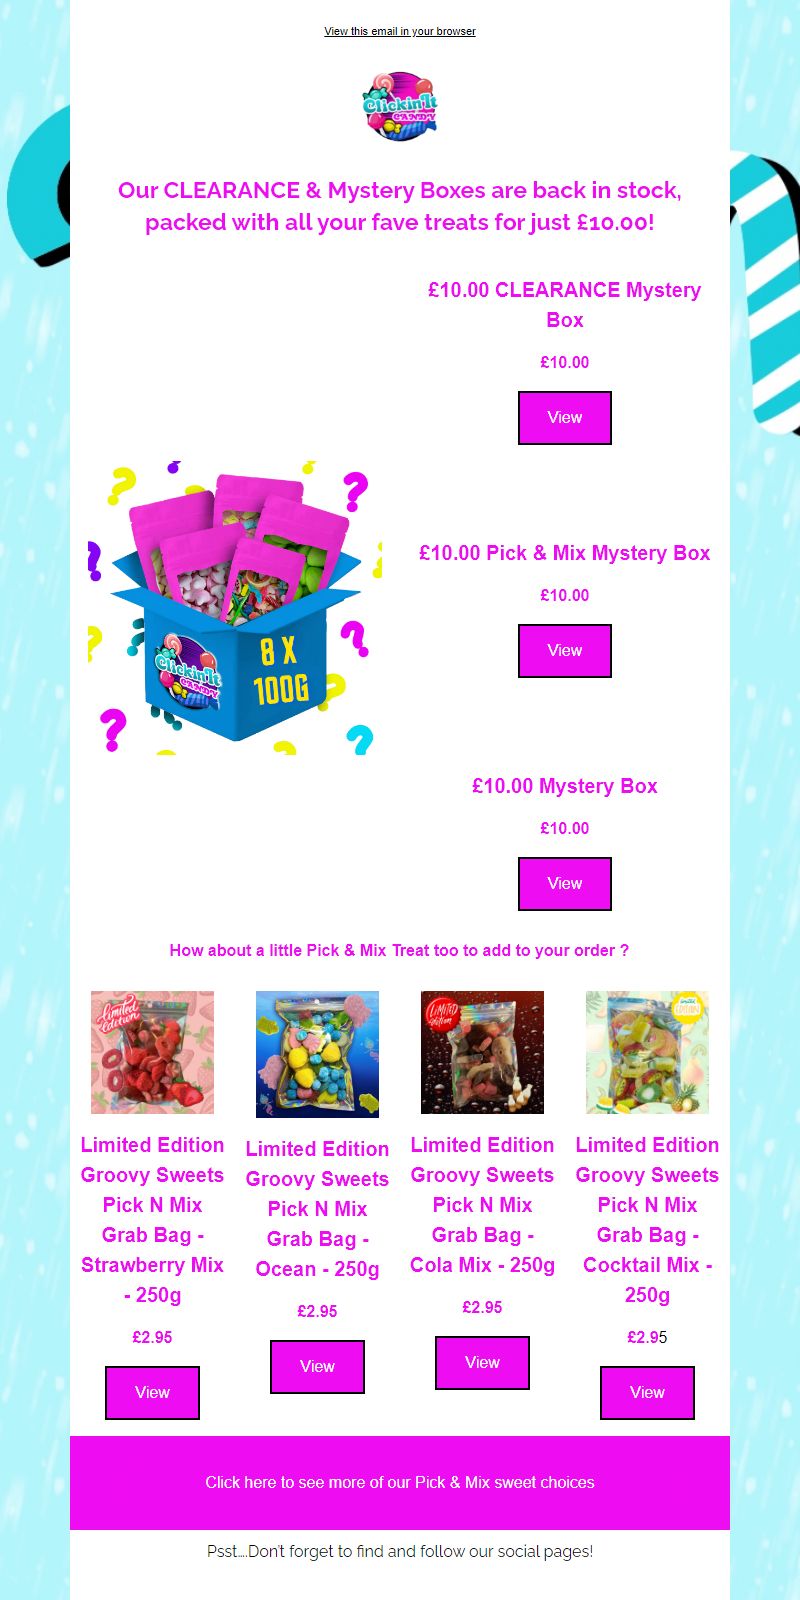 View this email in your browser
ClickinIt
CANDY
Our CLEARANCE & Mystery Boxes are back in stock,
packed with all your fave treats for just £10.00!
£10.00 CLEARANCE Mystery
Box
£10.00
View
8 X
100G
ClickinIt
CANDY
£10.00 Pick & Mix Mystery Box
£10.00
View
£10.00 Mystery Box
£10.00
View
How about a little Pick & Mix Treat too to add to your order ?
Limited
Edition
Limited Edition
Groovy Sweets
Pick N Mix
Grab Bag -
Strawberry Mix
- 250g
£2.95
View
Limited Edition
Groovy Sweets
Pick N Mix
Grab Bag -
Ocean - 250g
£2.95
View
LIMITED
Edition
Limited Edition
Groovy Sweets
Pick N Mix
Grab Bag -
Cola Mix - 250g
£2.95
View
limited
EDITION
Limited Edition
Groovy Sweets
Pick N Mix
Grab Bag -
Cocktail Mix -
250g
£2.95
View
Click here to see more of our Pick & Mix sweet choices
Psst....Don't forget to find and follow our social pages!